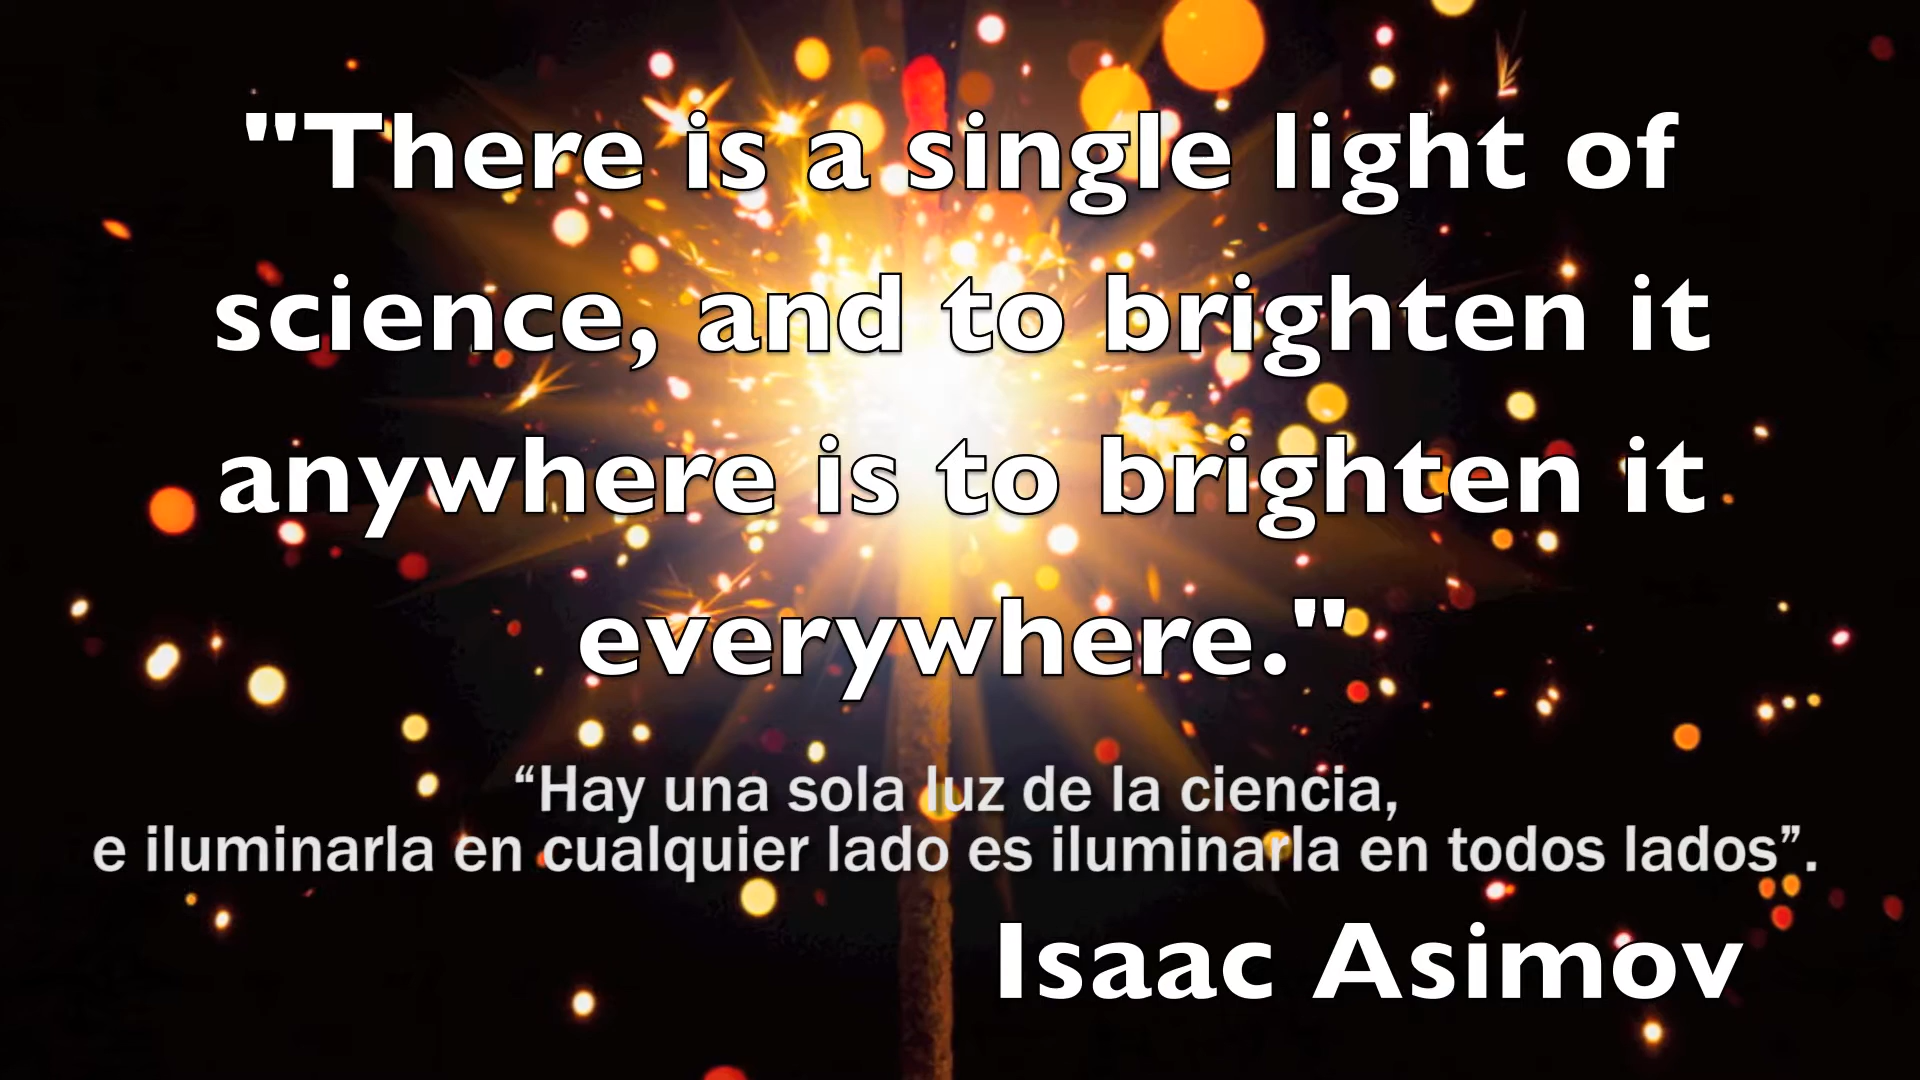 "There is a single light of
science, and to brighten it
anywhere is to brighten it
everywhere."
“Hay una sola luz de la ciencia,
e iluminarla en cualquier lado es iluminarla en todos lados”.
Isaac Asimov